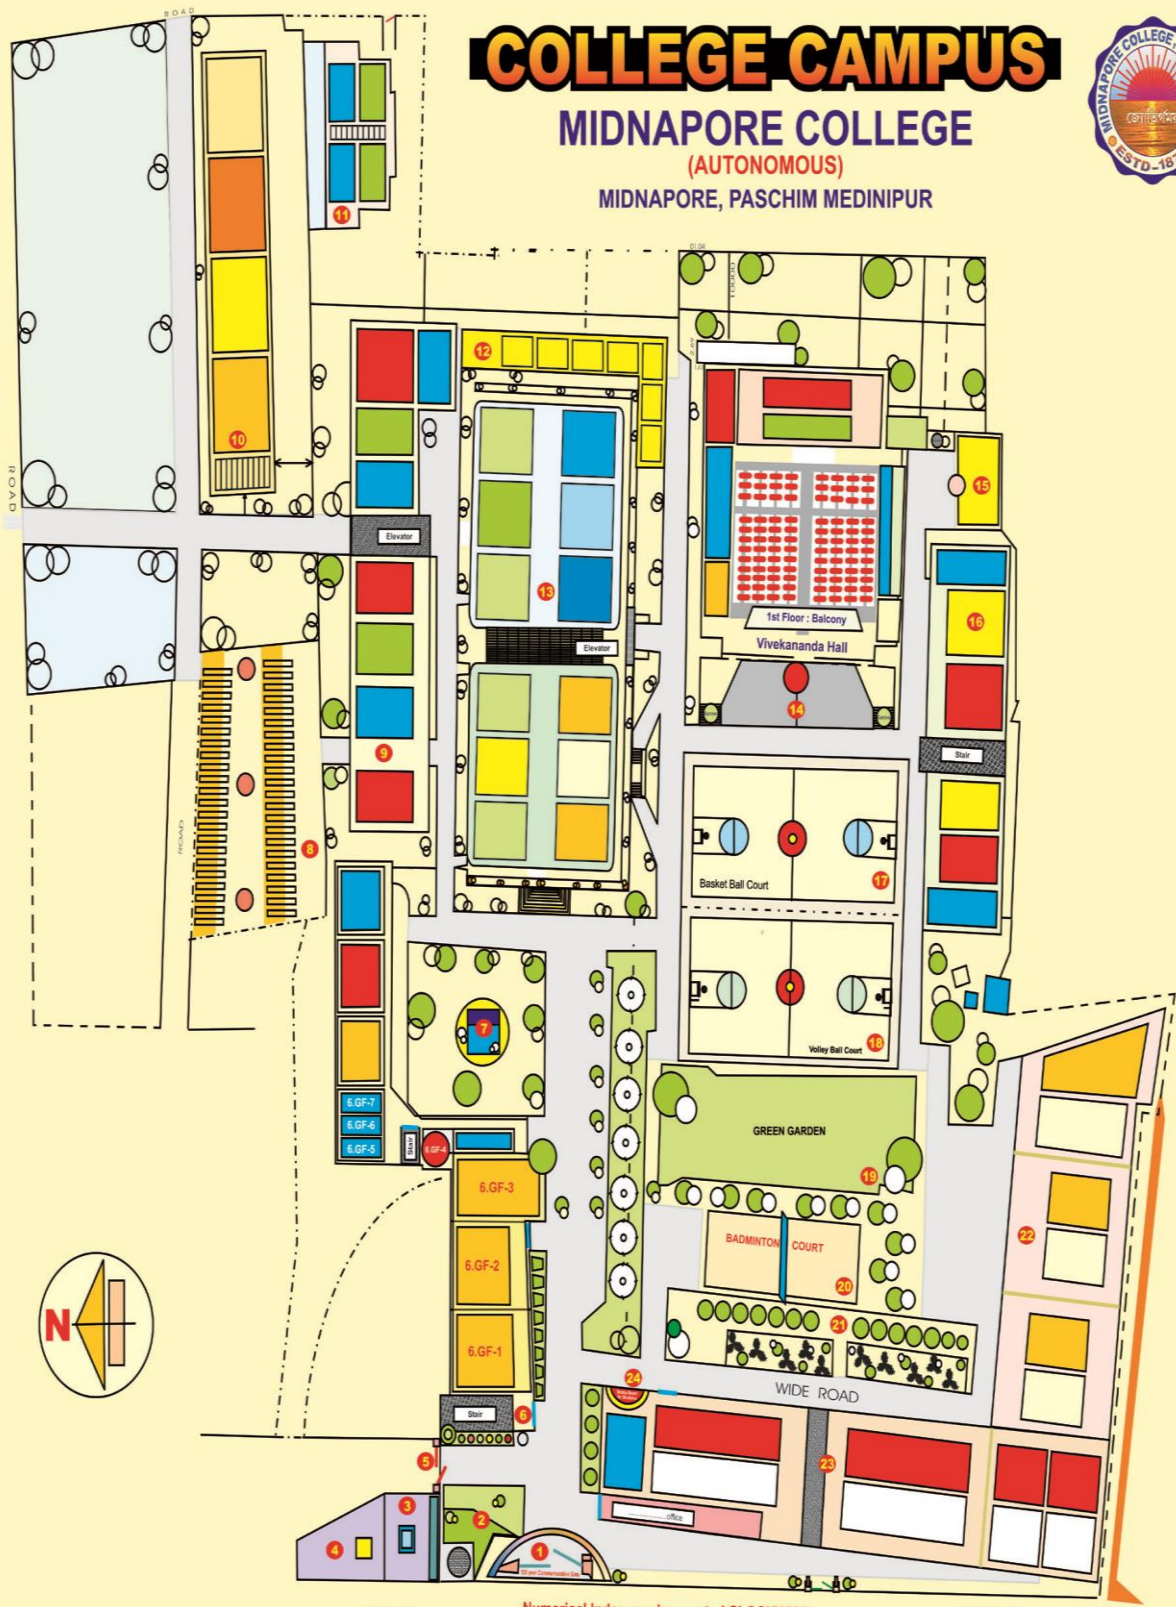 COLLEGE CAMPUS
MIDNAPORE COLLEGE
(AUTONOMOUS)
MIDNAPORE, PASCHIM MEDINIPUR
MIDNAPORE COLLEGE
জ্যোতির্গময়
ESTD-18
ROAD
11
10
ROAD
12
15
Elevator
13
16
1st Floor : Balcony
Elevator
Vivekananda Hall
14
9
Stair
ROAD
8
Basket Ball Court
17
7
Volley Ball Court
18
6.GF-7
6.GF-6
6.GF-5
Stair
6.GF-4
GREEN GARDEN
19
6.GF-3
BADMINTON COURT
22
6.GF-2
20
N
21
6.GF-1
24
WIDE ROAD
Stair
6
5
23
3
office
2
4
1